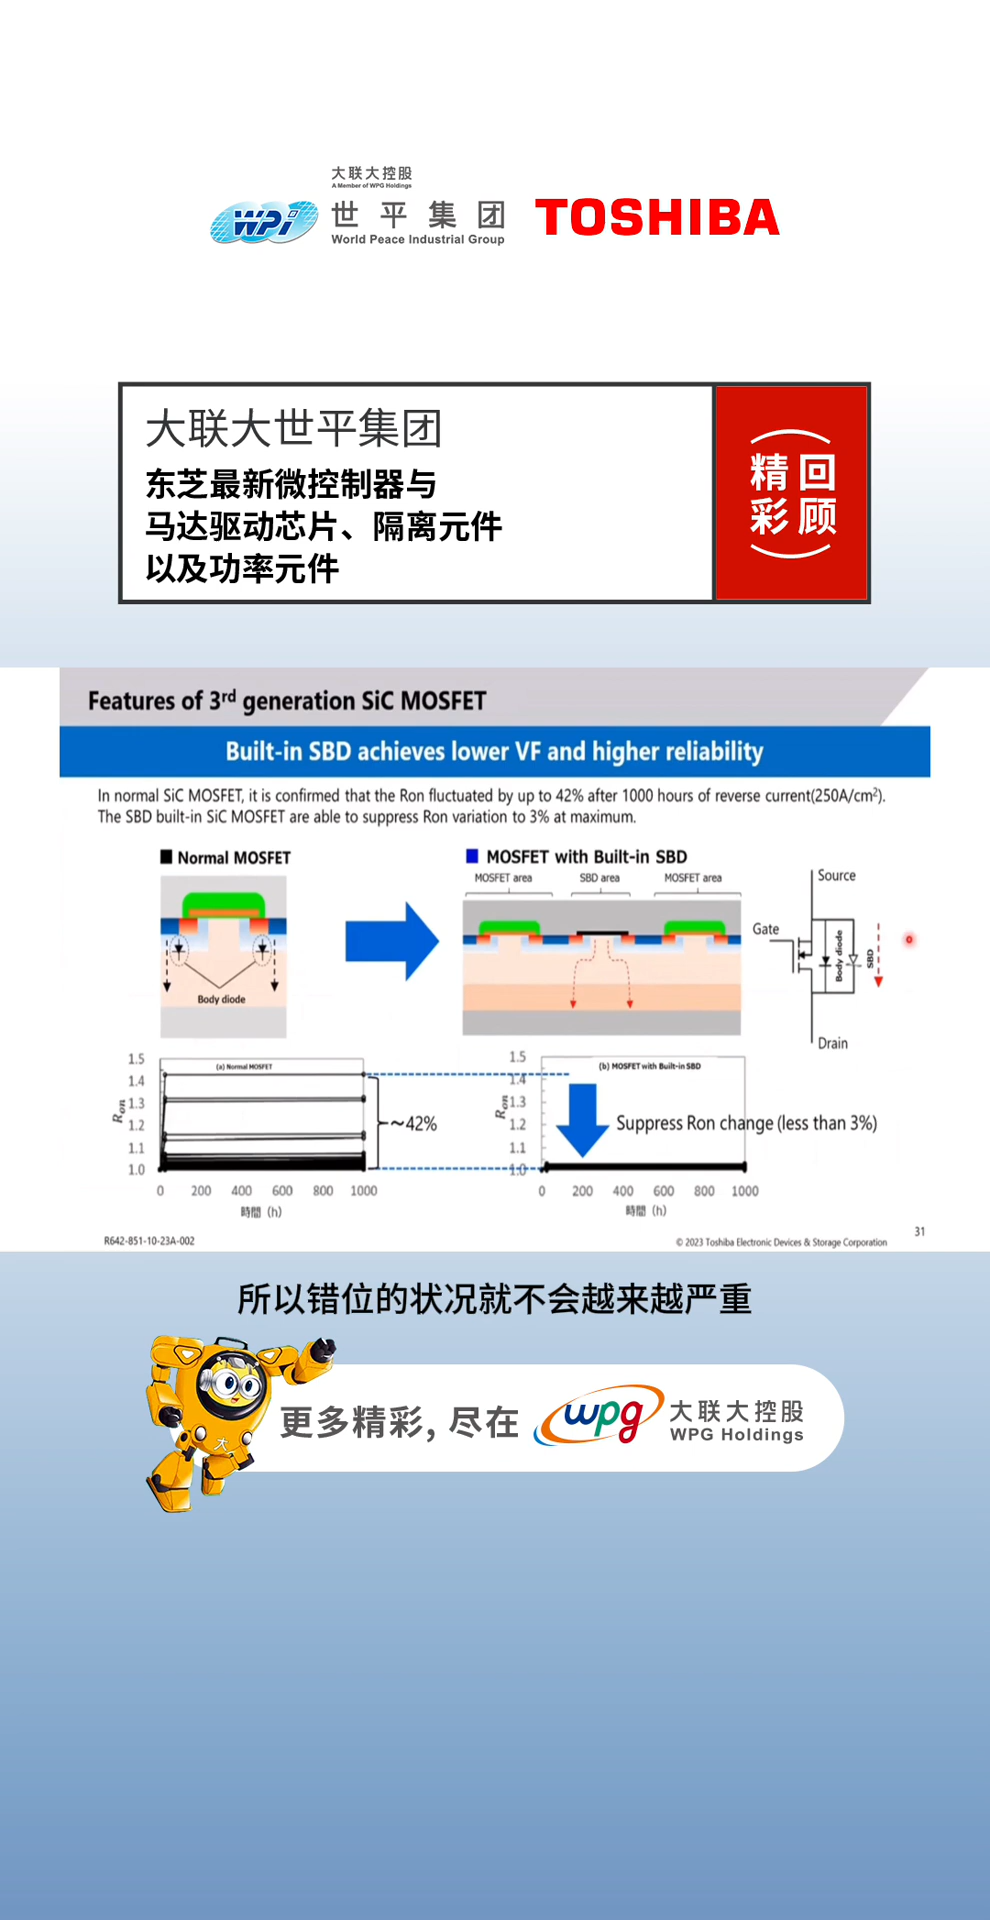 大联大控股
A Member of WPG Holdings
WPi
世平集团
World Peace Industrial Group
TOSHIBA
大联大世平集团
东芝最新微控制器与
马达驱动芯片、隔离元件
以及功率元件
精彩
回顾
Features of 3rd generation SiC MOSFET
Built-in SBD achieves lower VF and higher reliability
In normal SiC MOSFET, it is confirmed that the Ron fluctuated by up to 42% after 1000 hours of reverse current(250A/cm²).
The SBD built-in SiC MOSFET are able to suppress Ron variation to 3% at maximum.
Normal MOSFET
MOSFET with Built-in SBD
MOSFET area
SBD area
MOSFET area
Source
Gate
Body diode
SBD
Drain
Body diode
1.5
1.4
1.3
1.2
1.1
1.0
Ron
(a) Normal MOSFET
~42%
0 200 400 600 800 1000
時間 (h)
1.5
1.4
1.3
1.2
1.1
1.0
Ron
(b) MOSFET with Built-in SBD
Suppress Ron change (less than 3%)
0 200 400 600 800 1000
時間 (h)
31
R642-851-10-23A-002
© 2023 Toshiba Electronic Devices & Storage Corporation
所以错位的状况就不会越来越严重
大
更多精彩, 尽在
wpg
大联大控股
WPG Holdings